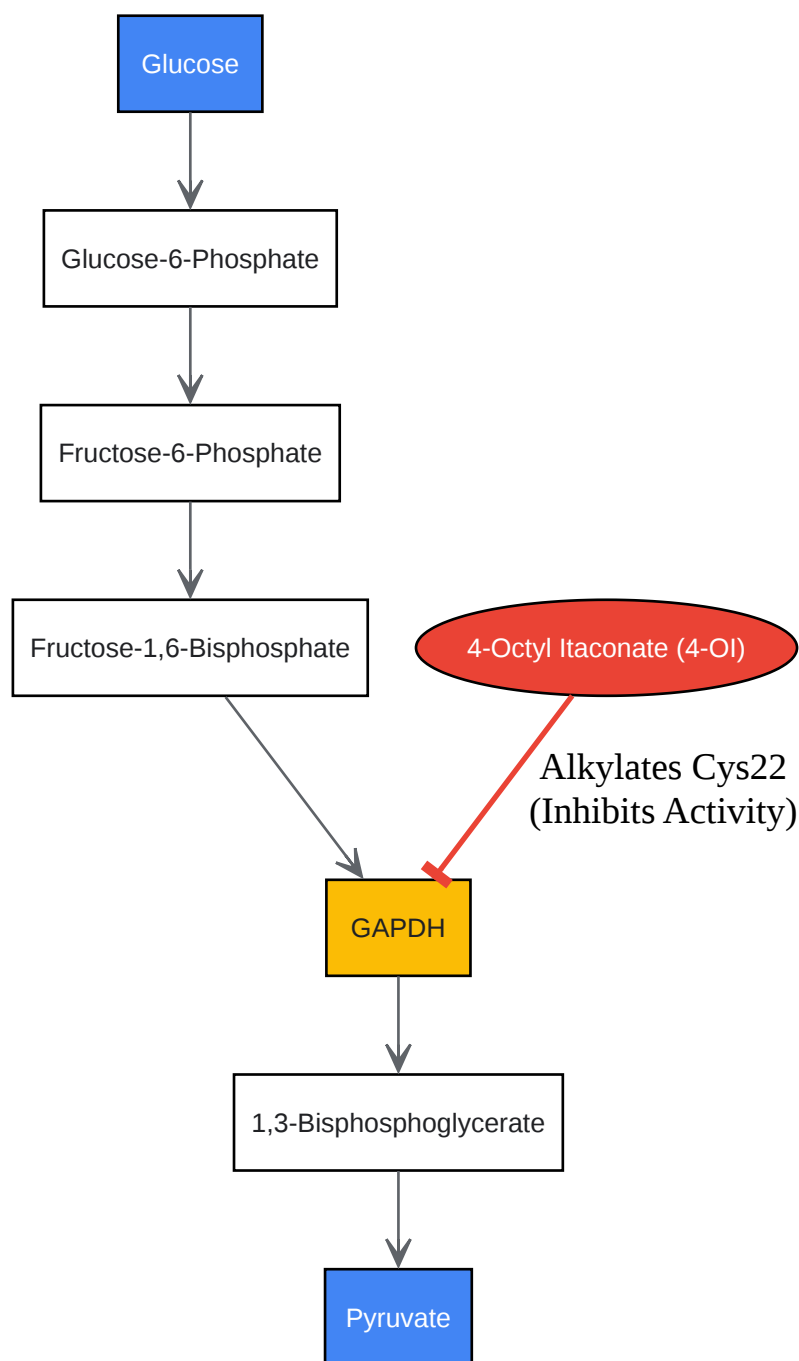 Glucose
Glucose-6-Phosphate
Fructose-6-Phosphate
Fructose-1,6-Bisphosphate
4-Octyl Itaconate (4-OI)
Alkylates Cys22
(Inhibits Activity)
GAPDH
1,3-Bisphosphoglycerate
Pyruvate